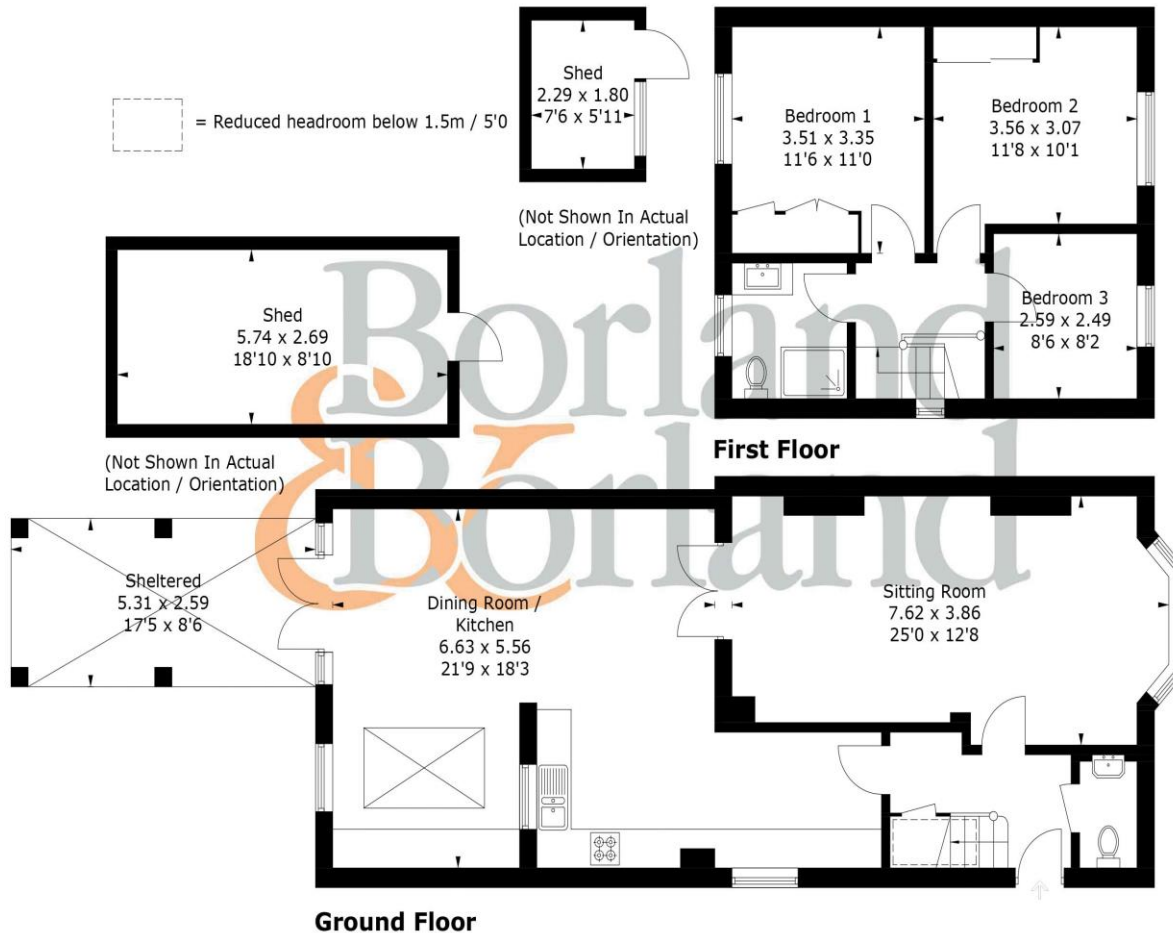 Shed
2.29 x 1.80
7'6 x 5'11
= Reduced headroom below 1.5m / 5'0
(Not Shown In Actual
Location / Orientation)
Bedroom 1
3.51 x 3.35
11'6 x 11'0
Bedroom 2
3.56 x 3.07
11'8 x 10'1
Shed
5.74 x 2.69
18'10 x 8'10
(Not Shown In Actual
Location / Orientation)
Bedroom 3
2.59 x 2.49
8'6 x 8'2
First Floor
Borland
& Borland
Sheltered
5.31 x 2.59
17'5 x 8'6
Dining Room /
Kitchen
6.63 x 5.56
21'9 x 18'3
Sitting Room
7.62 x 3.86
25'0 x 12'8
Ground Floor